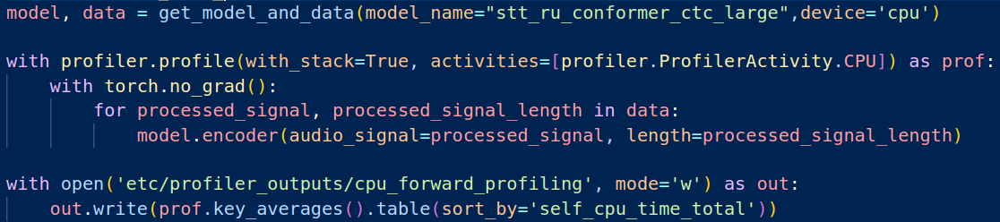 model, data = get_model_and_data(model_name="stt_ru_conformer_ctc_large",device='cpu')
with profiler.profile(with_stack=True, activities=[profiler.ProfilerActivity.CPU]) as prof:
with torch.no_grad():
for processed_signal, processed_signal_length in data:
model.encoder(audio_signal=processed_signal, length=processed_signal_length)
with open('etc/profiler_outputs/cpu_forward_profiling', mode='w') as out:
out.write(prof.key_averages().table(sort_by='self_cpu_time_total'))